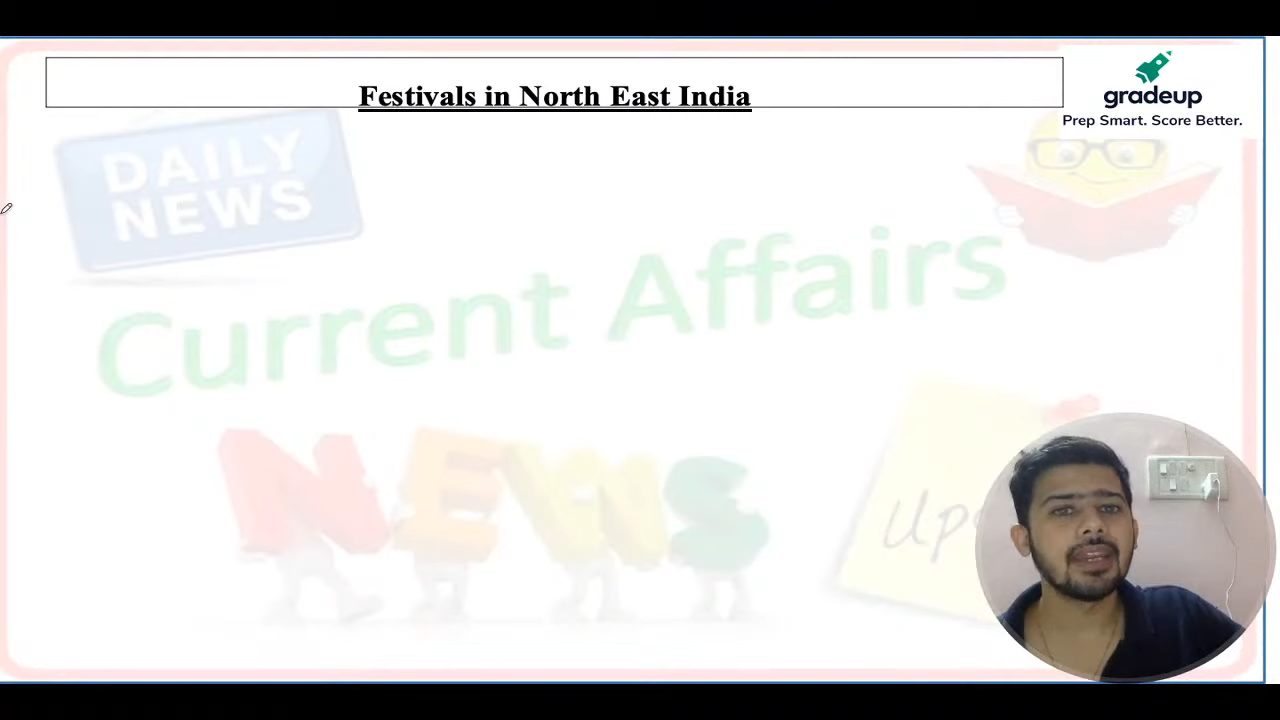 Festivals in North East India
gradeup
Prep Smart. Score Better.
DAILY
NEWS
Current Affairs
NEWS